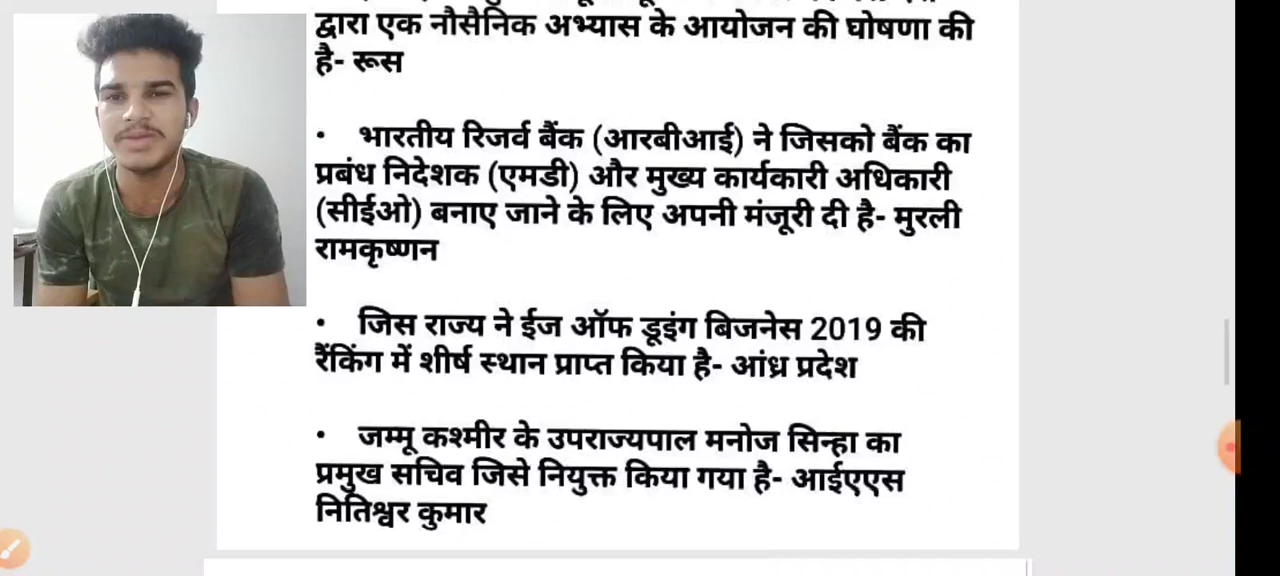 द्वारा एक नौसैनिक अभ्यास के आयोजन की घोषणा की
है- रूस
• भारतीय रिजर्व बैंक (आरबीआई) ने जिसको बैंक का
प्रबंध निदेशक (एमडी) और मुख्य कार्यकारी अधिकारी
(सीईओ) बनाए जाने के लिए अपनी मंजूरी दी है- मुरली
रामकृष्णन
• जिस राज्य ने ईज ऑफ डूइंग बिजनेस 2019 की
रैंकिंग में शीर्ष स्थान प्राप्त किया है- आंध्र प्रदेश
• जम्मू कश्मीर के उपराज्यपाल मनोज सिन्हा का
प्रमुख सचिव जिसे नियुक्त किया गया है- आईएएस
नितिश्वर कुमार